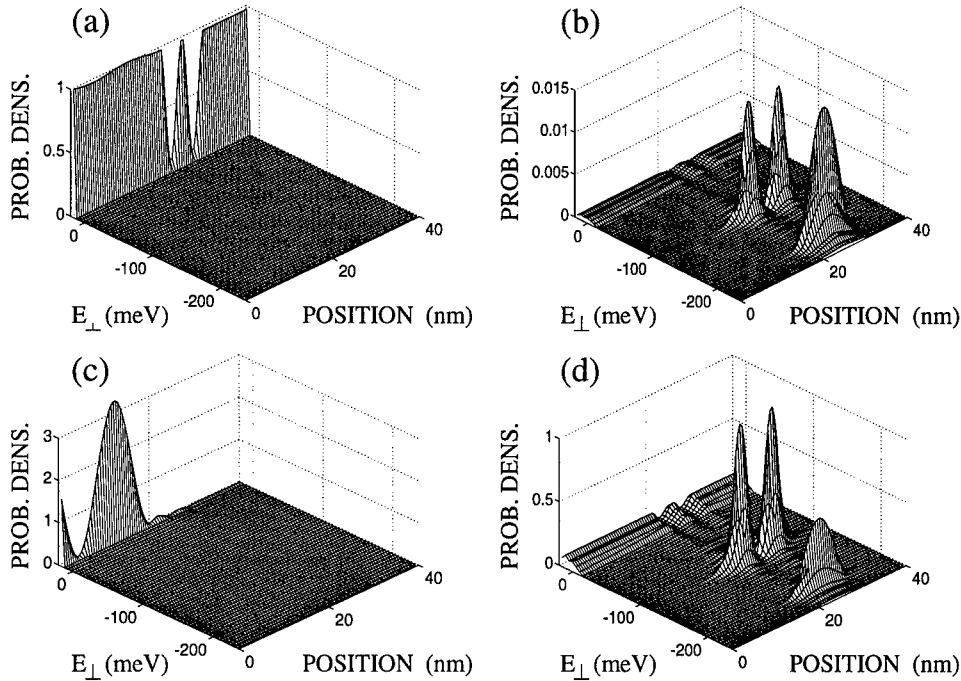 (a)
PROB. DENS.
1
0.5
0
0
-100
-200
0
20
40
E⊥ (meV)
POSITION (nm)
(b)
PROB. DENS.
0.015
0.01
0.005
0
0
-100
-200
0
20
40
E⊥ (meV)
POSITION (nm)
(c)
PROB. DENS.
3
2
1
0
0
-100
-200
0
20
40
E⊥ (meV)
POSITION (nm)
(d)
PROB. DENS.
1
0.5
0
0
-100
-200
0
20
40
E⊥ (meV)
POSITION (nm)